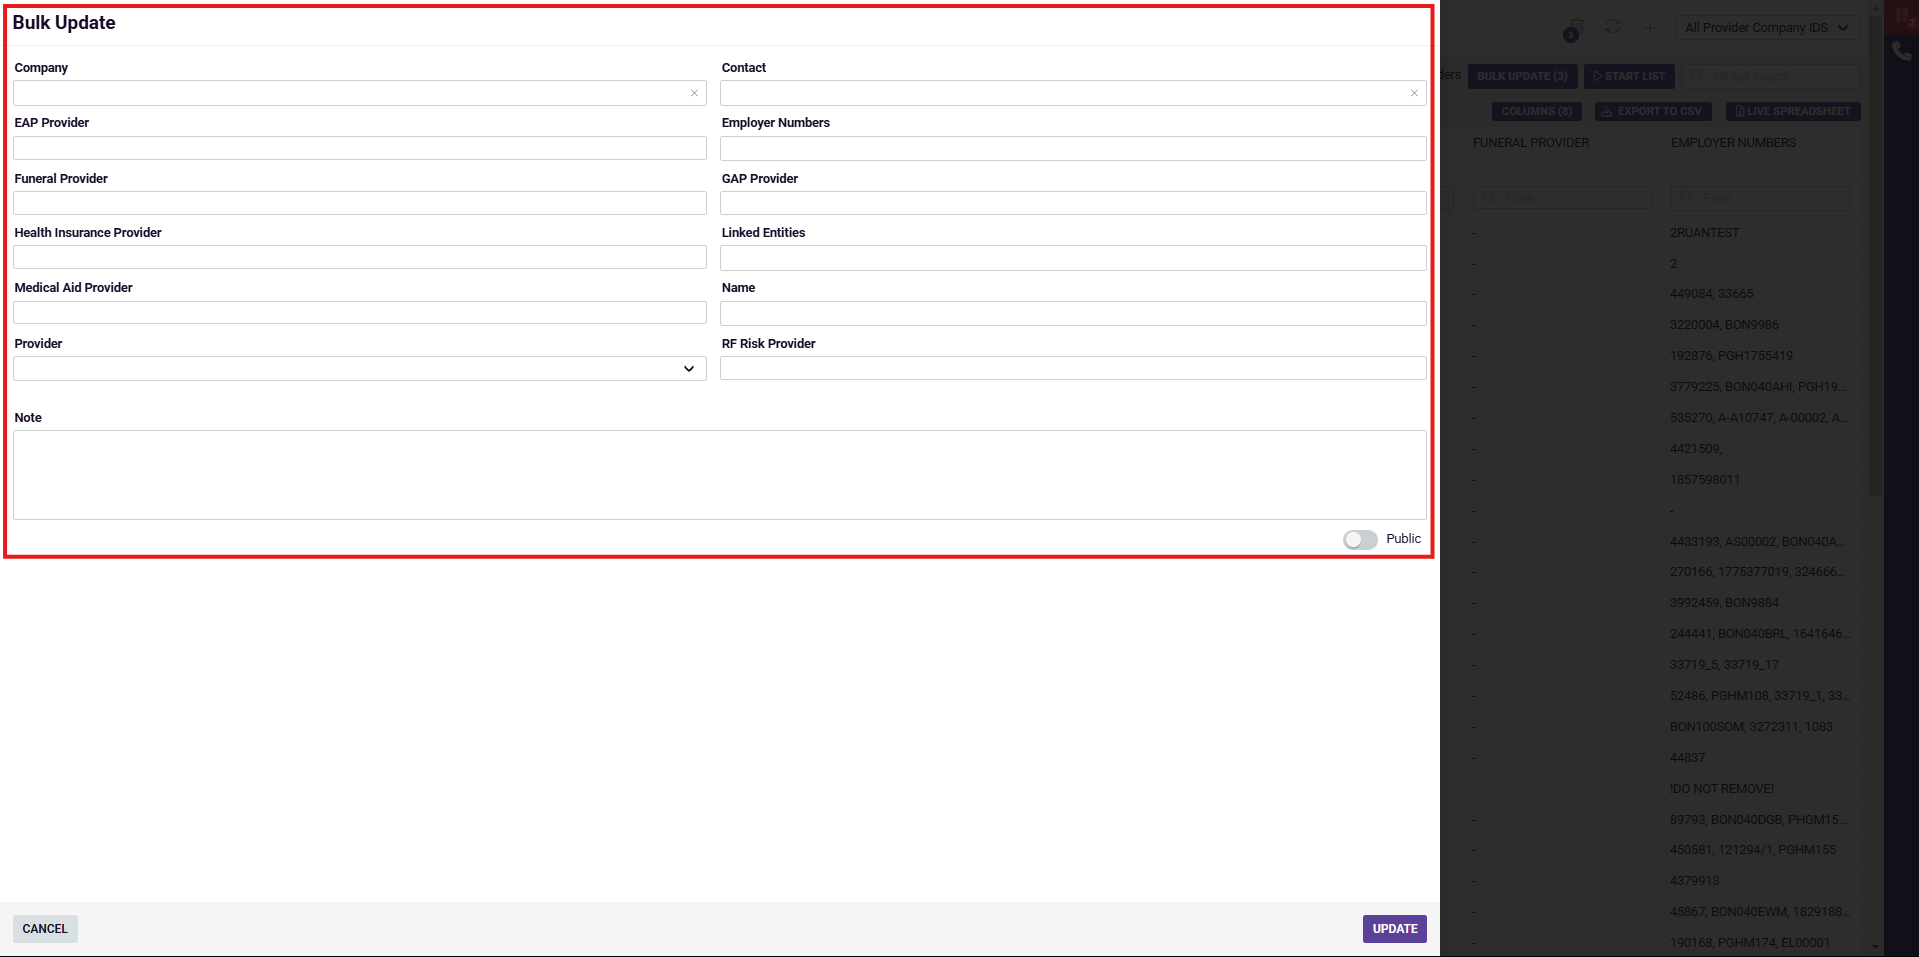 Bulk Update
Company
Contact
EAP Provider
Employer Numbers
Funeral Provider
GAP Provider
Health Insurance Provider
Linked Entities
Medical Aid Provider
Name
Provider
RF Risk Provider
Note
Public
CANCEL
UPDATE
3
All Provider Company IDS
2
ders
BULK UPDATE (3)
START LIST
Global search...
COLUMNS (8)
EXPORT TO CSV
LIVE SPREADSHEET
FUNERAL PROVIDER
EMPLOYER NUMBERS
Filter...
Filter...
- 2RUANTEST
- 2
- 449084, 33665
- 3220004, BON9986
- 192876, PGH1755419
- 3779225, BON040AHI, PGH19...
- 535270, A-A10747, A-00002, A...
- 4421509,
- 1857598011
- -
- 4433193, AS00002, BON040A...
- 270166, 1775377019, 324666...
- 3992459, BON9884
- 244441, BON040BRL, 1641646...
- 33719_5, 33719_17
- 52486, PGHM108, 33719_1, 33...
- BON100SOM, 3272311, 1083
- 44837
!DO NOT REMOVE!
- 89793, BON040DGB, PHGM15...
- 450581, 121294/1, PGHM155
- 4379913
- 45867, BON040EWM, 1829188...
- 190168, PGHM174, EL00001